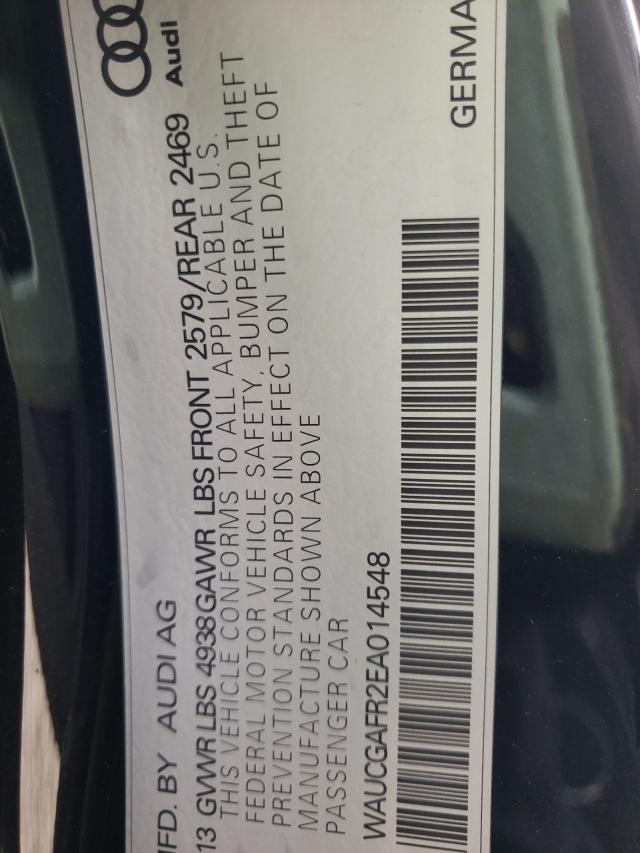 MFD. BY AUDI AG Audi
13 GVWR LBS 4938 GAWR LBS FRONT 2579/REAR 2469
THIS VEHICLE CONFORMS TO ALL APPLICABLE U.S.
FEDERAL MOTOR VEHICLE SAFETY, BUMPER AND THEFT
PREVENTION STANDARDS IN EFFECT ON THE DATE OF
MANUFACTURE SHOWN ABOVE
PASSENGER CAR
WAUCGAFR2EA014548 GERMA